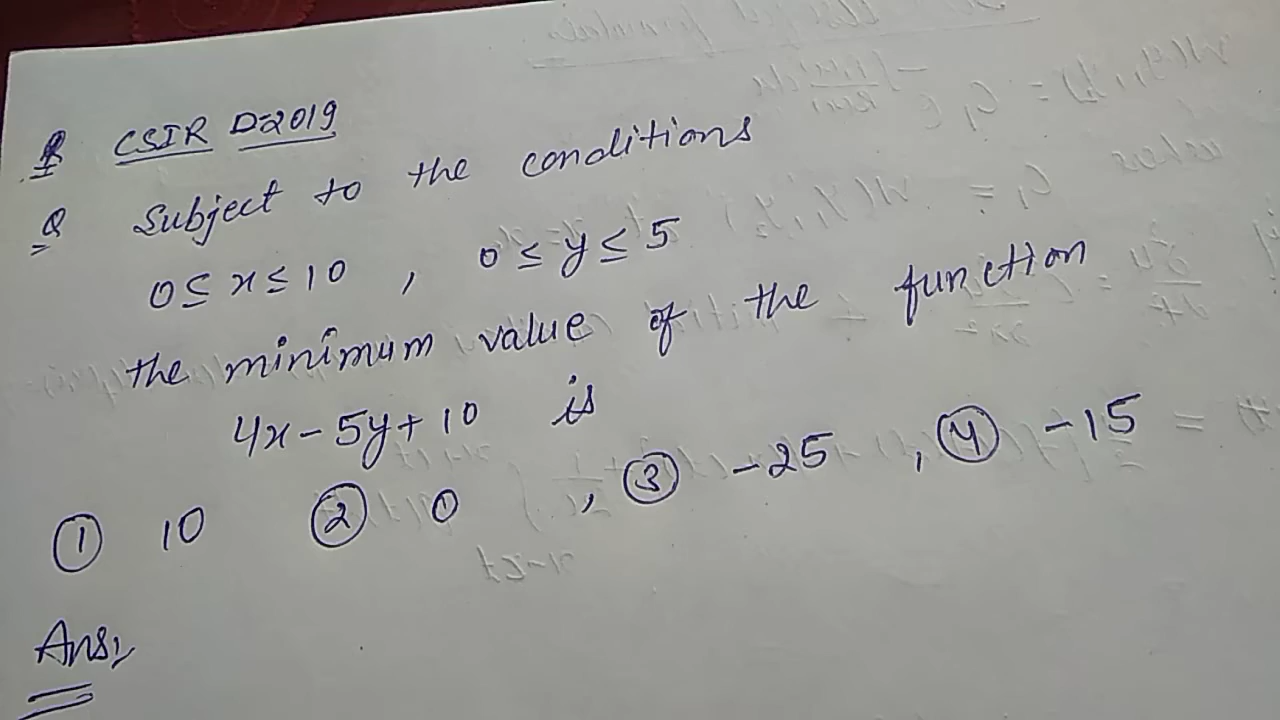 CSIR D-2019
Q Subject to the conditions
0 ≤ x ≤ 10 , 0 ≤ y ≤ 5
the minimum value of the function
4x - 5y + 10 is
① 10 ② 0 , ③ -25 , ④ -15
Ans,